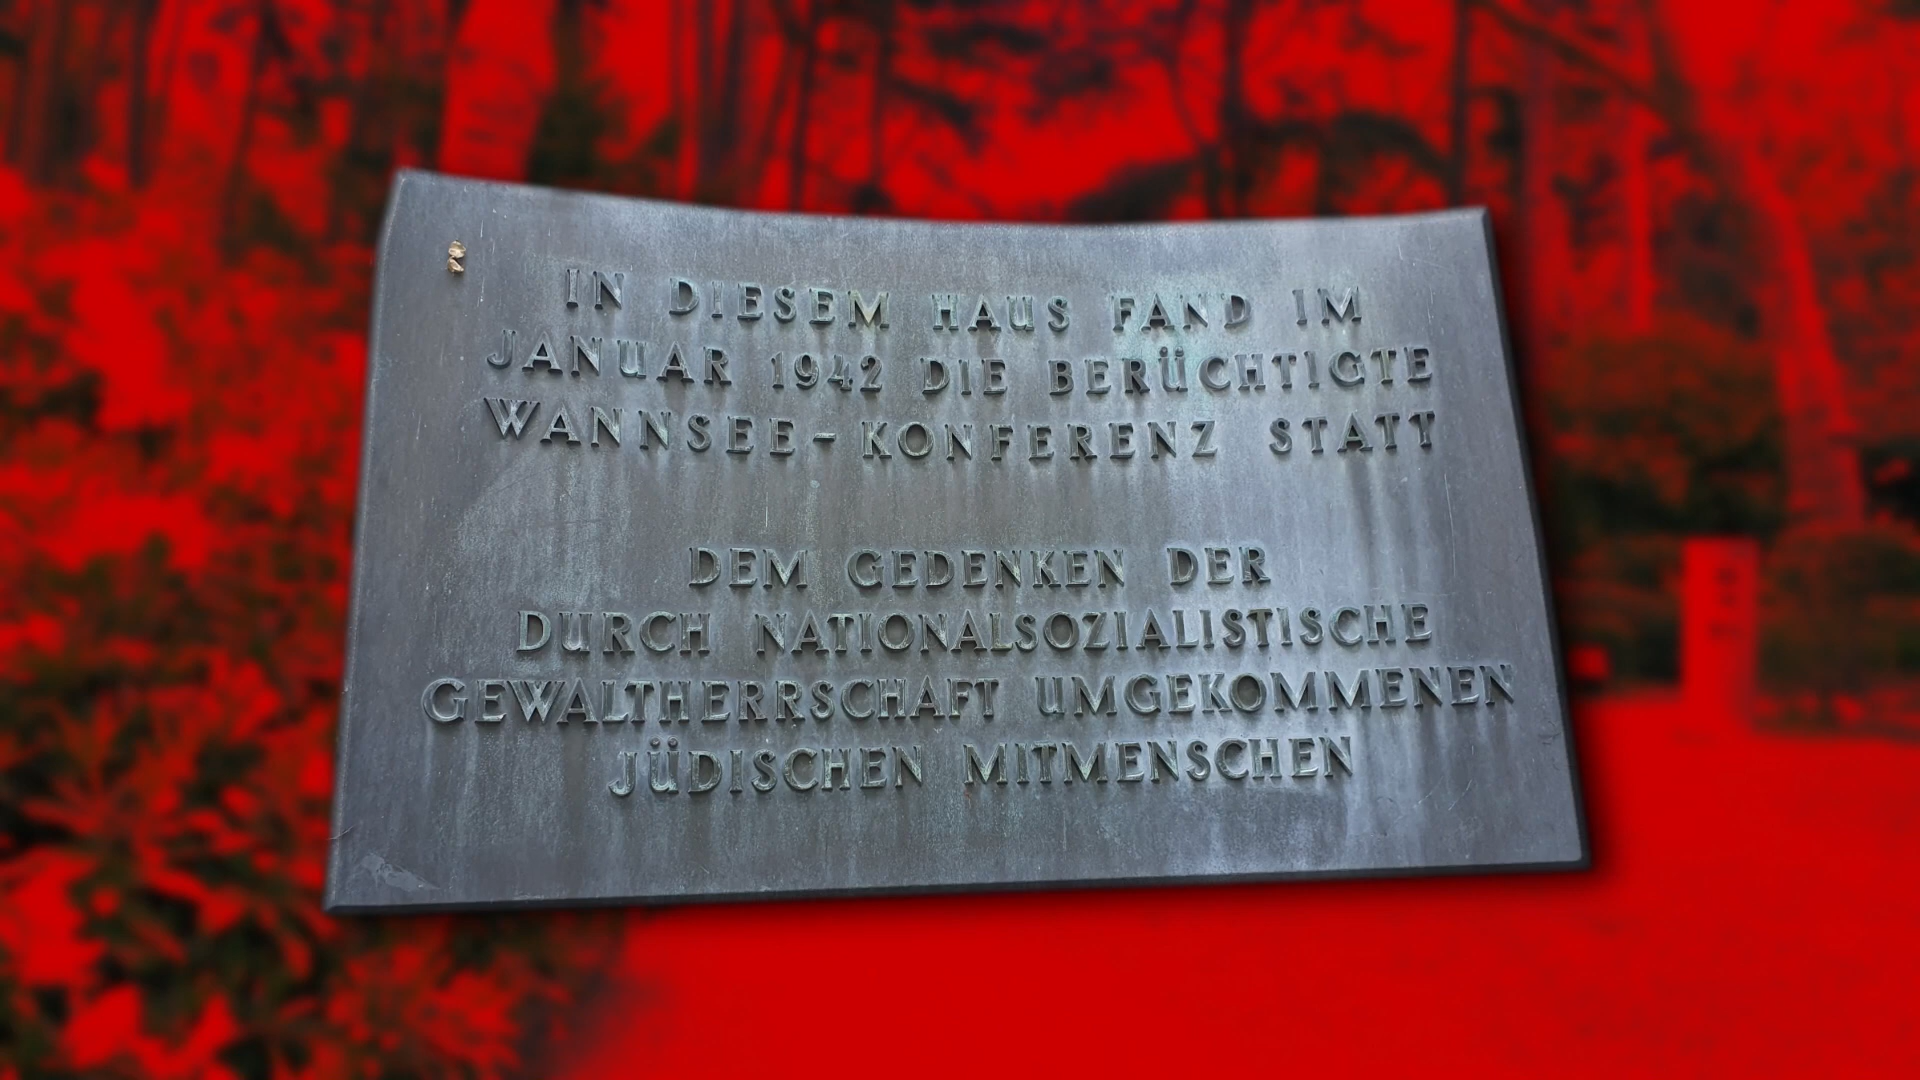 IN DIESEM HAUS FAND IM
JANUAR 1942 DIE BERÜCHTIGTE
WANNSEE-KONFERENZ STATT
DEM GEDENKEN DER
DURCH NATIONALSOZIALISTISCHE
GEWALTHERRSCHAFT UMGEKOMMENEN
JÜDISCHEN MITMENSCHEN